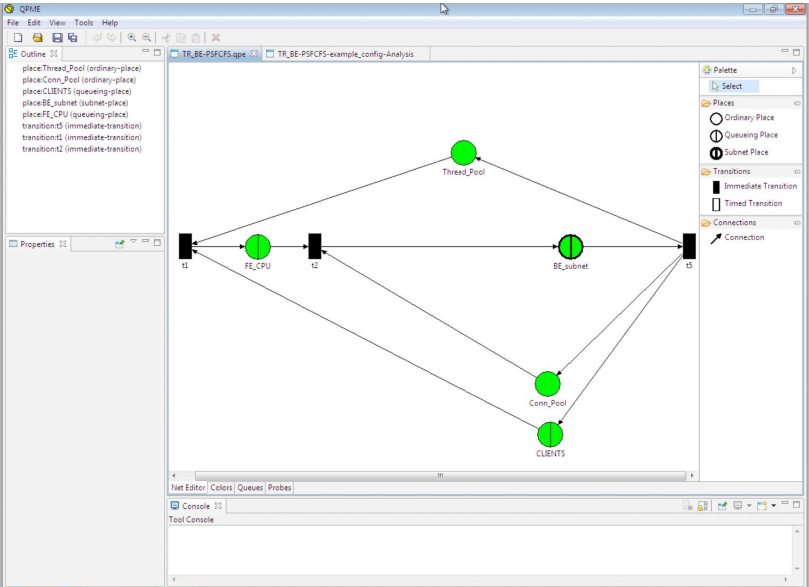 QPME
File Edit View Tools Help
Outline
TR_BE-PSFCFS.qpe
TR_BE-PSFCFS-example_config-Analysis
place:Thread_Pool (ordinary-place)
place:Conn_Pool (ordinary-place)
place:CLIENTS (queueing-place)
place:BE_subnet (subnet-place)
place:FE_CPU (queueing-place)
transition:t5 (immediate-transition)
transition:t1 (immediate-transition)
transition:t2 (immediate-transition)
Properties
Thread_Pool
t1
FE_CPU
t2
BE_subnet
t5
Conn_Pool
CLIENTS
Palette
Select
Places
Ordinary Place
Queueing Place
Subnet Place
Transitions
Immediate Transition
Timed Transition
Connections
Connection
Net Editor Colors Queues Probes
Console
Tool Console